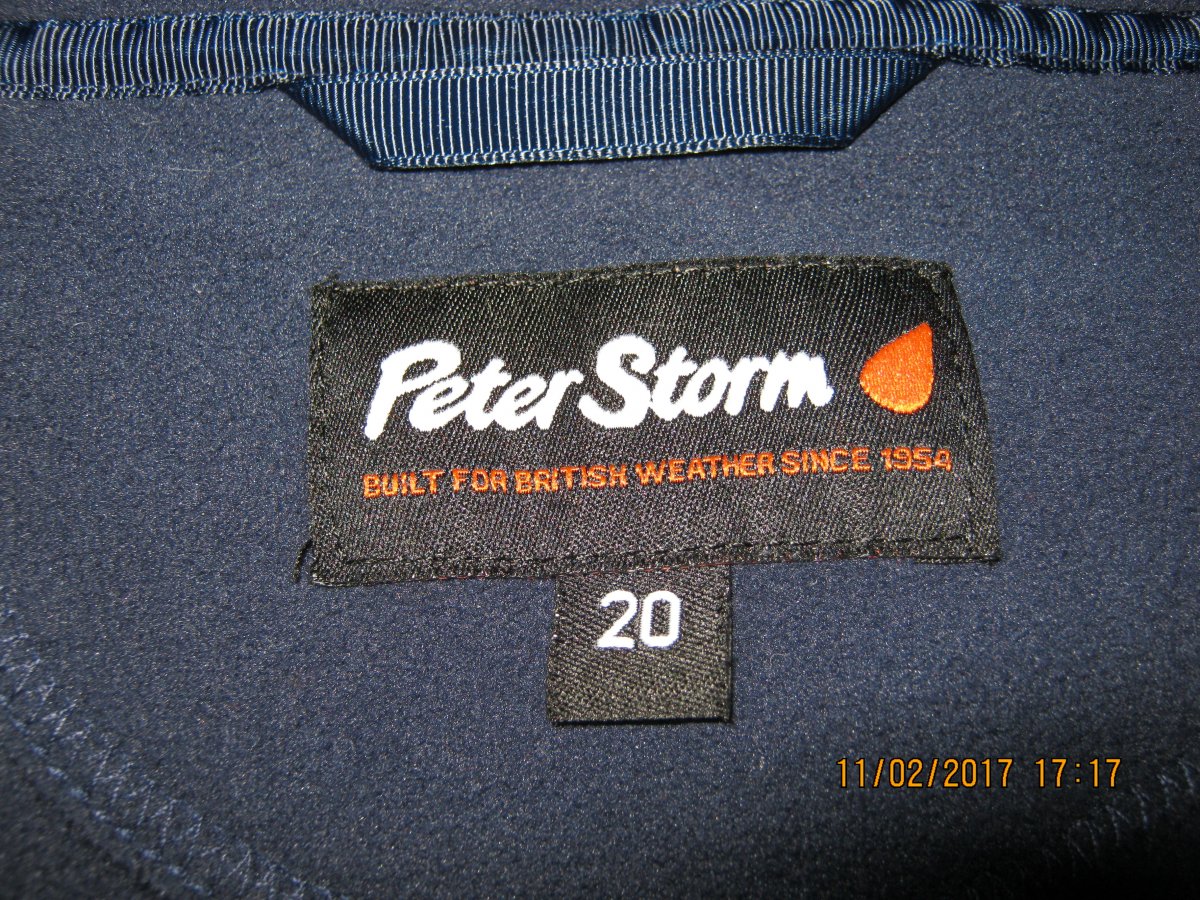 Peter Storm
BUILT FOR BRITISH WEATHER SINCE 1954
20
11/02/2017 17:17